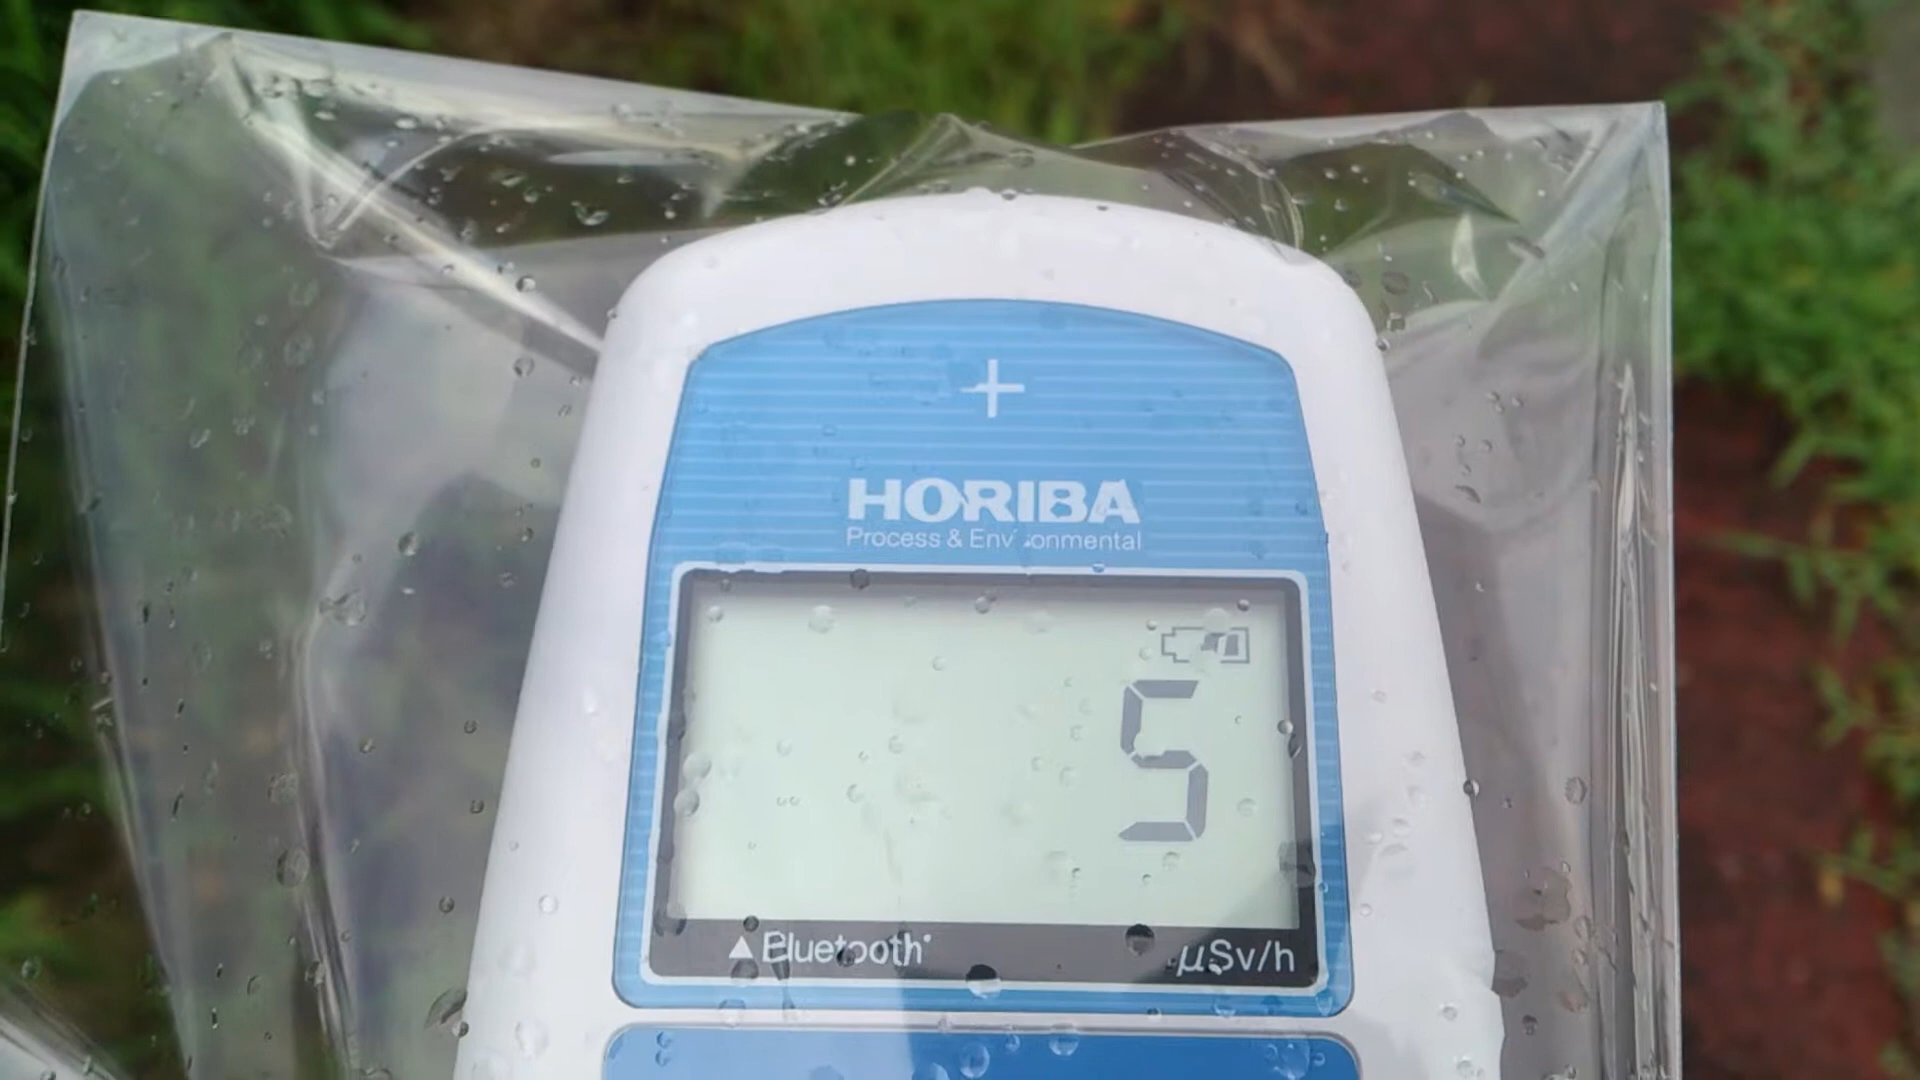 +
HORIBA
Process & Environmental
5
▲Bluetooth
μSv/h